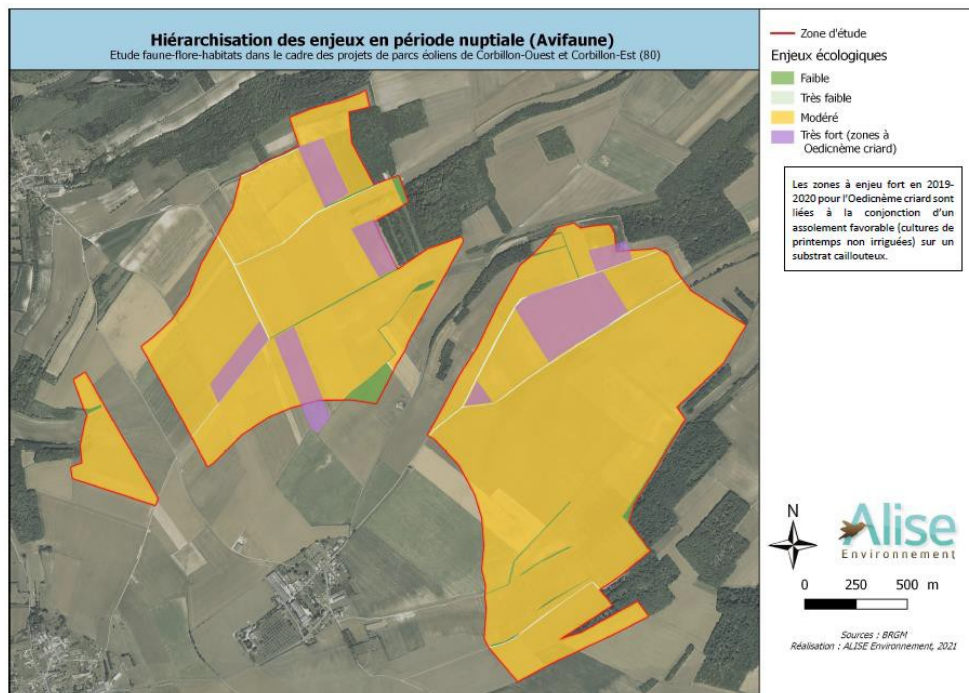 Hiérarchisation des enjeux en période nuptiale (Avifaune)
Etude faune-flore-habitats dans le cadre des projets de parcs éoliens de Corbillon-Ouest et Corbillon-Est (80)
Zone d'étude
Enjeux écologiques
Faible
Très faible
Modéré
Très fort (zones à
Oedicnème criard)
Les zones à enjeu fort en 2019-
2020 pour l'Oedicnème criard sont
liées à la conjonction d'un
assolement favorable (cultures de
printemps non irriguées) sur un
substrat caillouteux.
N
Alise
Environnement
0 250 500 m
Sources : BRGM
Réalisation : ALISE Environnement, 2021